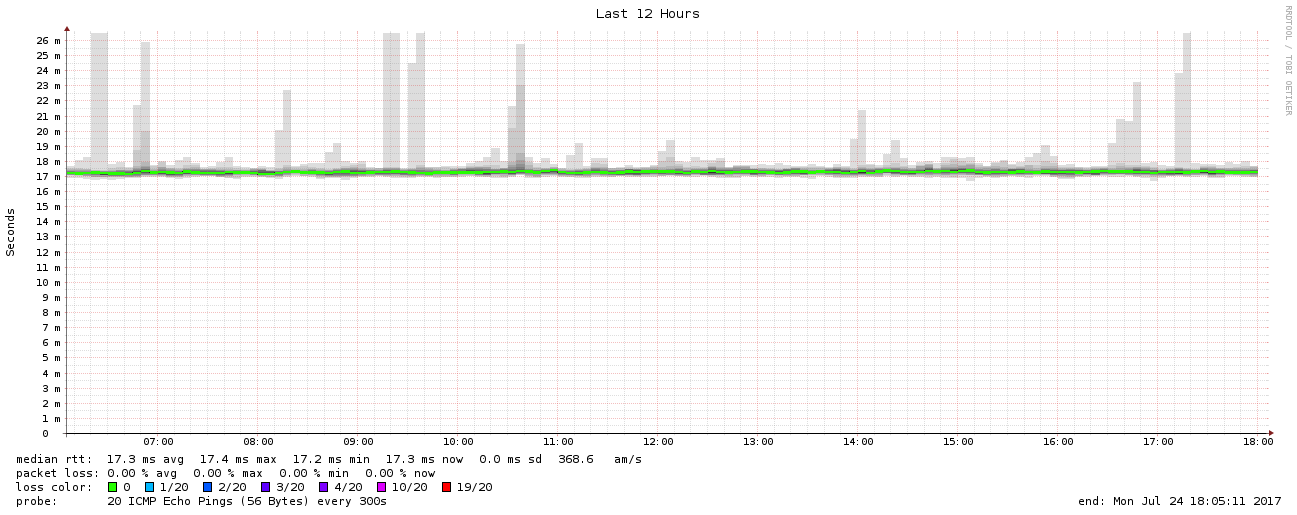 Last 12 Hours
RRDTOOL / TOBI OETIKER
Seconds
26 m
25 m
24 m
23 m
22 m
21 m
20 m
19 m
18 m
17 m
16 m
15 m
14 m
13 m
12 m
11 m
10 m
9 m
8 m
7 m
6 m
5 m
4 m
3 m
2 m
1 m
0
07:00 08:00 09:00 10:00 11:00 12:00 13:00 14:00 15:00 16:00 17:00 18:00
median rtt: 17.3 ms avg 17.4 ms max 17.2 ms min 17.3 ms now 0.0 ms sd 368.6 am/s
packet loss: 0.00 % avg 0.00 % max 0.00 % min 0.00 % now
loss color: 0 1/20 2/20 3/20 4/20 10/20 19/20
probe: 20 ICMP Echo Pings (56 Bytes) every 300s end: Mon Jul 24 18:05:11 2017